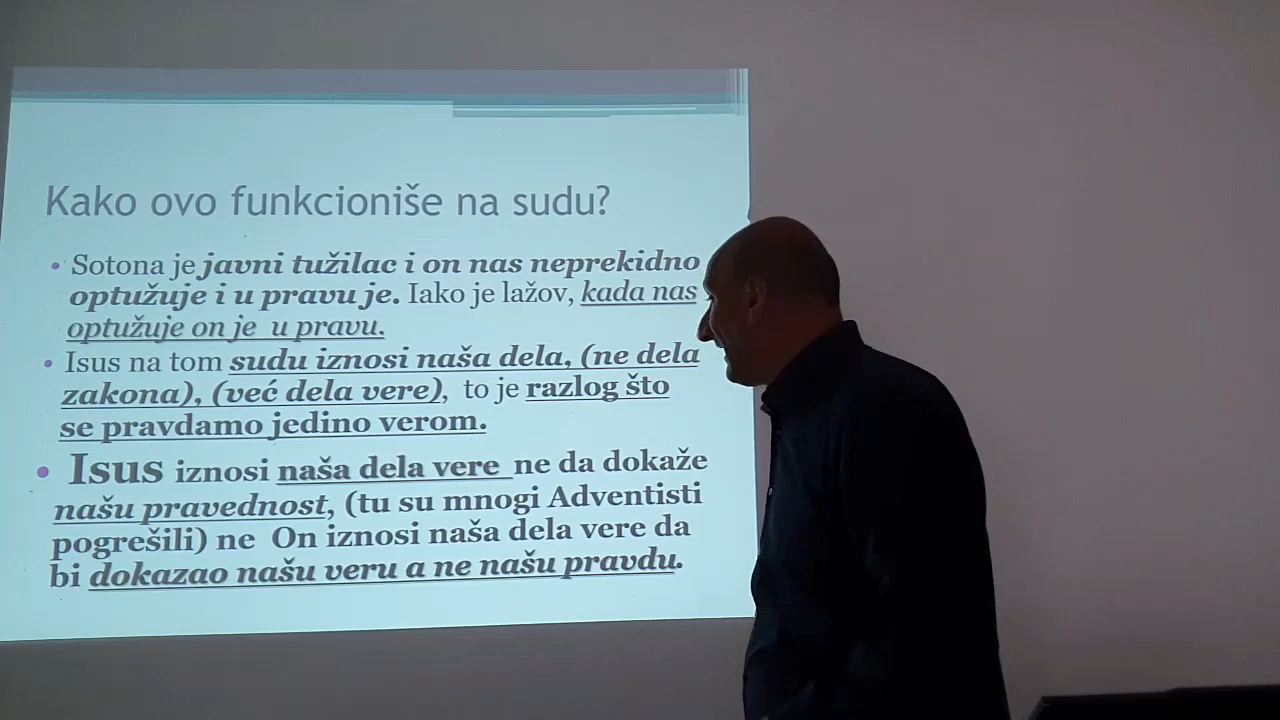 Kako ovo funkcioniše na sudu?
• Sotona je javni tužilac i on nas neprekidno
optužuje i u pravu je. Iako je lažov, kada nas
optužuje on je u pravu.
• Isus na tom sudu iznosi naša dela, (ne dela
zakona), (već dela vere), to je razlog što
se pravdamo jedino verom.
• Isus iznosi naša dela vere ne da dokaže
našu pravednost, (tu su mnogi Adventisti
pogrešili) ne On iznosi naša dela vere da
bi dokazao našu veru a ne našu pravdu.